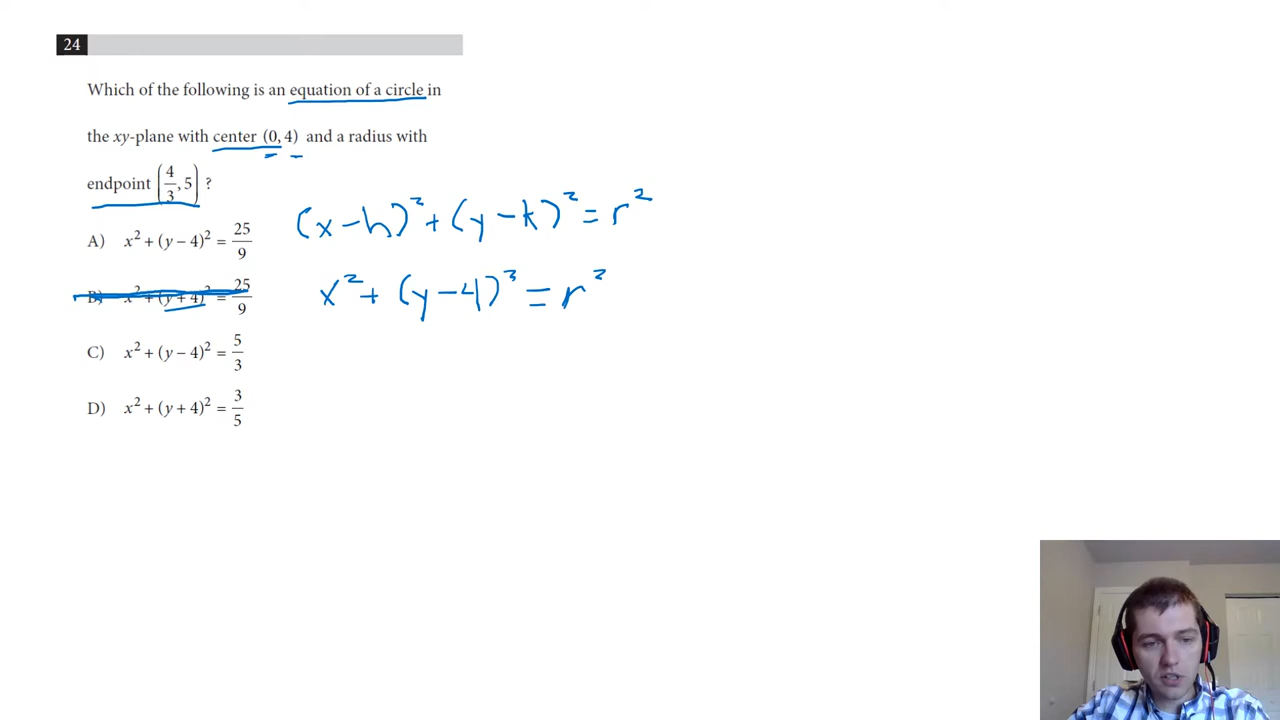 24
Which of the following is an equation of a circle in
the xy-plane with center (0, 4) and a radius with
endpoint (4/3, 5) ?
A) x² + (y − 4)² = 25/9
B) x² + (y + 4)² = 25/9
C) x² + (y − 4)² = 5/3
D) x² + (y + 4)² = 3/5
(x − h)² + (y − k)² = r²
x² + (y − 4)² = r²